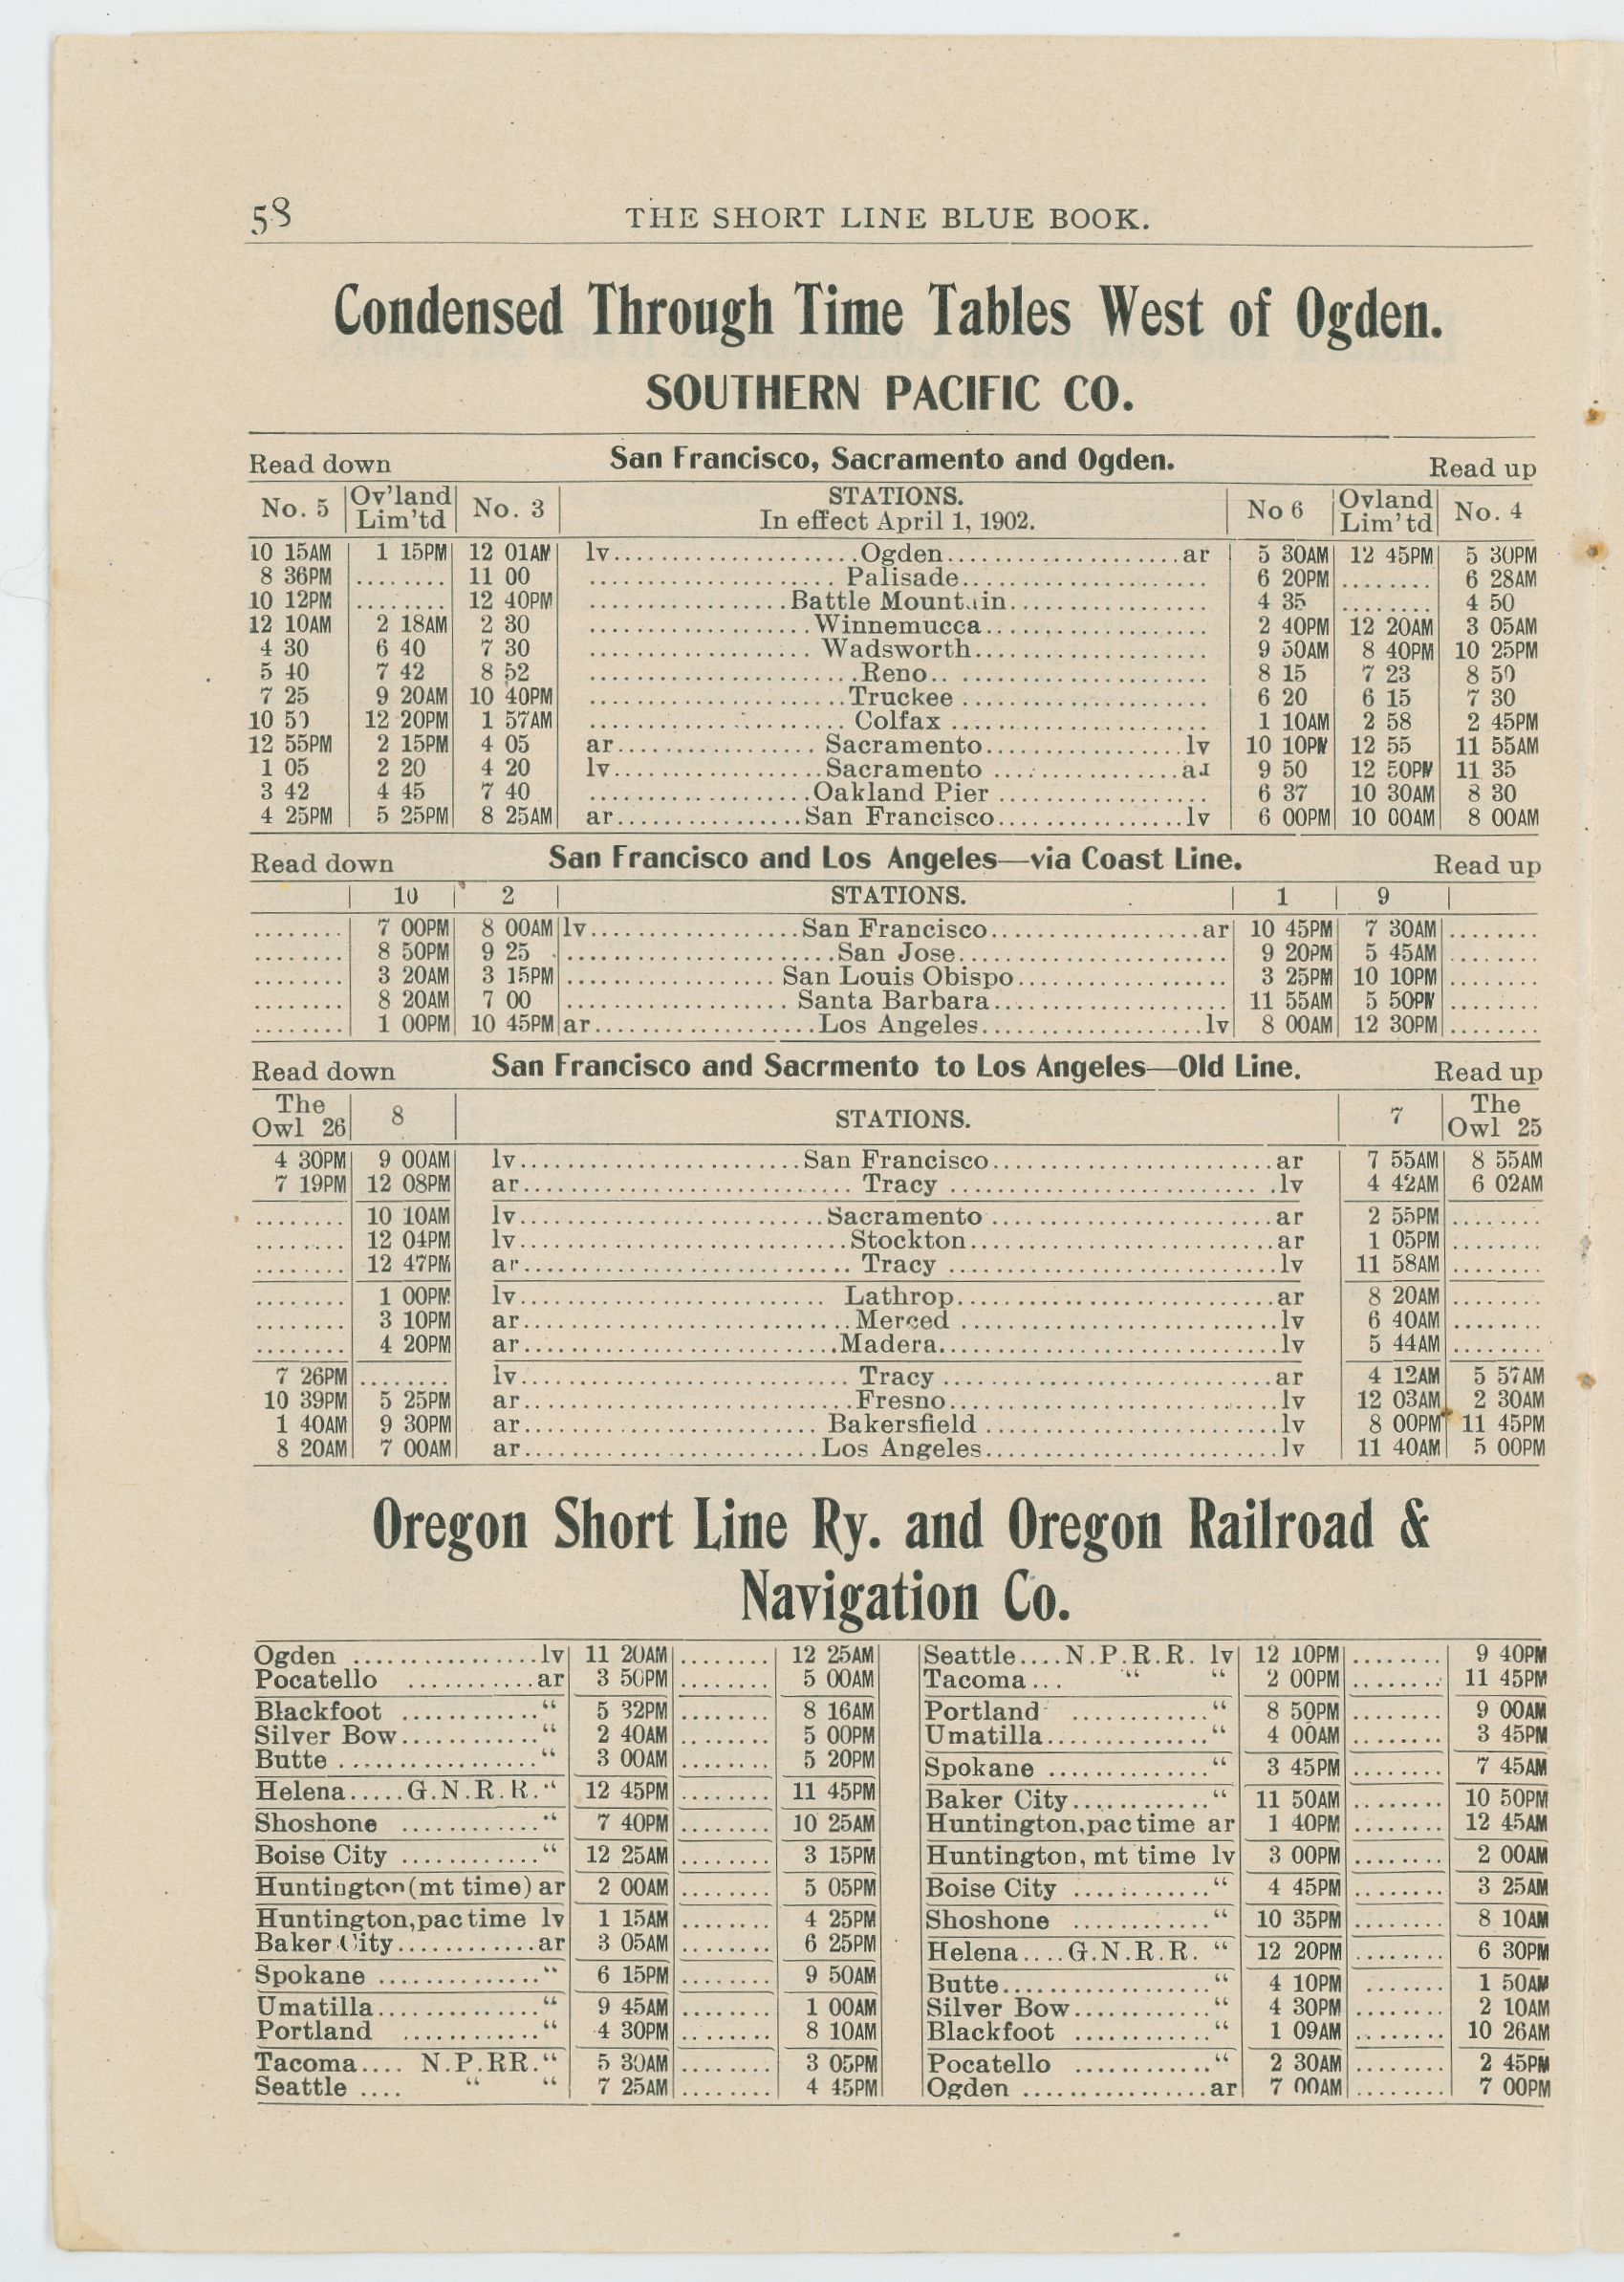 58 THE SHORT LINE BLUE BOOK.
Condensed Through Time Tables West of Ogden.
SOUTHERN PACIFIC CO.
Read down San Francisco, Sacramento and Ogden. Read up
No. 5 Ov'land Lim'td No. 3 STATIONS. In effect April 1, 1902. No 6 Ovland Lim'td No. 4
10 15AM 1 15PM 12 01AM lv.....Ogden.....ar 5 30AM 12 45PM 5 30PM
8 36PM ........ 11 00 .....Palisade..... 6 20PM ........ 6 28AM
10 12PM ........ 12 40PM .....Battle Mountain..... 4 35 ........ 4 50
12 10AM 2 18AM 2 30 .....Winnemucca..... 2 40PM 12 20AM 3 05AM
4 30 6 40 7 30 .....Wadsworth..... 9 50AM 8 40PM 10 25PM
5 40 7 42 8 52 .....Reno..... 8 15 7 23 8 50
7 25 9 20AM 10 40PM .....Truckee..... 6 20 6 15 7 30
10 50 12 20PM 1 57AM .....Colfax..... 1 10AM 2 58 2 45PM
12 55PM 2 15PM 4 05 ar.....Sacramento.....lv 10 10PM 12 55 11 55AM
1 05 2 20 4 20 lv.....Sacramento.....ar 9 50 12 50PM 11 35
3 42 4 45 7 40 .....Oakland Pier..... 6 37 10 30AM 8 30
4 25PM 5 25PM 8 25AM ar.....San Francisco.....lv 6 00PM 10 00AM 8 00AM
Read down San Francisco and Los Angeles—via Coast Line. Read up
10 2 STATIONS. 1 9
........ 7 00PM 8 00AM lv.....San Francisco.....ar 10 45PM 7 30AM ........
........ 8 50PM 9 25 .....San Jose..... 9 20PM 5 45AM ........
........ 3 20AM 3 15PM .....San Louis Obispo..... 3 25PM 10 10PM ........
........ 8 20AM 7 00 .....Santa Barbara..... 11 55AM 5 50PM ........
........ 1 00PM 10 45PM ar.....Los Angeles.....lv 8 00AM 12 30PM ........
Read down San Francisco and Sacrmento to Los Angeles—Old Line. Read up
The Owl 26 8 STATIONS. 7 The Owl 25
4 30PM 9 00AM lv.....San Francisco.....ar 7 55AM 8 55AM
7 19PM 12 08PM ar.....Tracy.....lv 4 42AM 6 02AM
........ 10 10AM lv.....Sacramento.....ar 2 55PM ........
........ 12 04PM lv.....Stockton.....ar 1 05PM ........
........ 12 47PM ar.....Tracy.....lv 11 58AM ........
........ 1 00PM lv.....Lathrop.....ar 8 20AM ........
........ 3 10PM ar.....Merced.....lv 6 40AM ........
........ 4 20PM ar.....Madera.....lv 5 44AM ........
7 26PM ........ lv.....Tracy.....ar 4 12AM 5 57AM
10 39PM 5 25PM ar.....Fresno.....lv 12 03AM 2 30AM
1 40AM 9 30PM ar.....Bakersfield.....lv 8 00PM 11 45PM
8 20AM 7 00AM ar.....Los Angeles.....lv 11 40AM 5 00PM
Oregon Short Line Ry. and Oregon Railroad &
Navigation Co.
Ogden ..... lv 11 20AM ........ 12 25AM
Pocatello ..... ar 3 50PM ........ 5 00AM
Blackfoot ..... “ 5 32PM ........ 8 16AM
Silver Bow ..... “ 2 40AM ........ 5 00PM
Butte ..... “ 3 00AM ........ 5 20PM
Helena.....G.N.R.R. “ 12 45PM ........ 11 45PM
Shoshone ..... “ 7 40PM ........ 10 25AM
Boise City ..... “ 12 25AM ........ 3 15PM
Huntington (mt time) ar 2 00AM ........ 5 05PM
Huntington, pac time lv 1 15AM ........ 4 25PM
Baker City ..... ar 3 05AM ........ 6 25PM
Spokane ..... “ 6 15PM ........ 9 50AM
Umatilla ..... “ 9 45AM ........ 1 00AM
Portland ..... “ 4 30PM ........ 8 10AM
Tacoma.... N.P.RR. “ 5 30AM ........ 3 05PM
Seattle .... “ “ 7 25AM ........ 4 45PM
Seattle....N.P.R.R. lv 12 10PM ........ 9 40PM
Tacoma... “ “ 2 00PM ........ 11 45PM
Portland ..... “ 8 50PM ........ 9 00AM
Umatilla ..... “ 4 00AM ........ 3 45PM
Spokane ..... “ 3 45PM ........ 7 45AM
Baker City ..... “ 11 50AM ........ 10 50PM
Huntington, pac time ar 1 40PM ........ 12 45AM
Huntington, mt time lv 3 00PM ........ 2 00AM
Boise City ..... “ 4 45PM ........ 3 25AM
Shoshone ..... “ 10 35PM ........ 8 10AM
Helena....G.N.R.R. “ 12 20PM ........ 6 30PM
Butte ..... “ 4 10PM ........ 1 50AM
Silver Bow ..... “ 4 30PM ........ 2 10AM
Blackfoot ..... “ 1 09AM ........ 10 26AM
Pocatello ..... “ 2 30AM ........ 2 45PM
Ogden ..... ar 7 00AM ........ 7 00PM